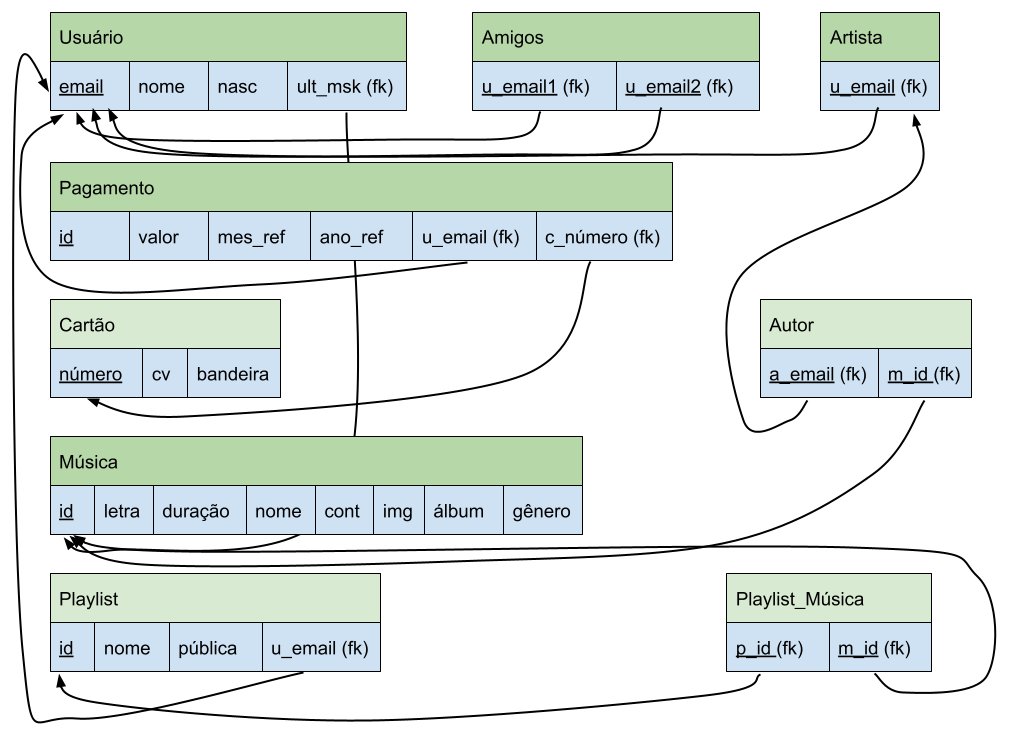 Usuário
email nome nasc ult_msk (fk)
Amigos
u_email1 (fk) u_email2 (fk)
Artista
u_email (fk)
Pagamento
id valor mes_ref ano_ref u_email (fk) c_número (fk)
Cartão
número cv bandeira
Autor
a_email (fk) m_id (fk)
Música
id letra duração nome cont img álbum gênero
Playlist
id nome pública u_email (fk)
Playlist_Música
p_id (fk) m_id (fk)